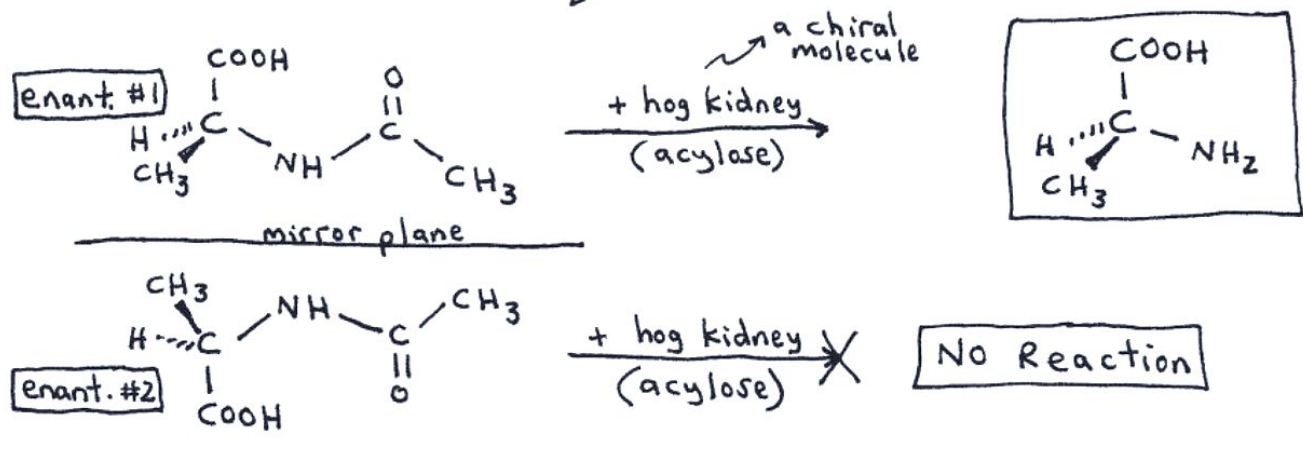 a chiral
molecule
COOH
enant. #1
H
C
CH3
NH
O
C
CH3
+ hog kidney
(acylose)
COOH
H
C
NH2
CH3
mirror plane
CH3
NH
CH3
H
C
C
O
enant. #2
COOH
+ hog kidney
(acylose)
No Reaction